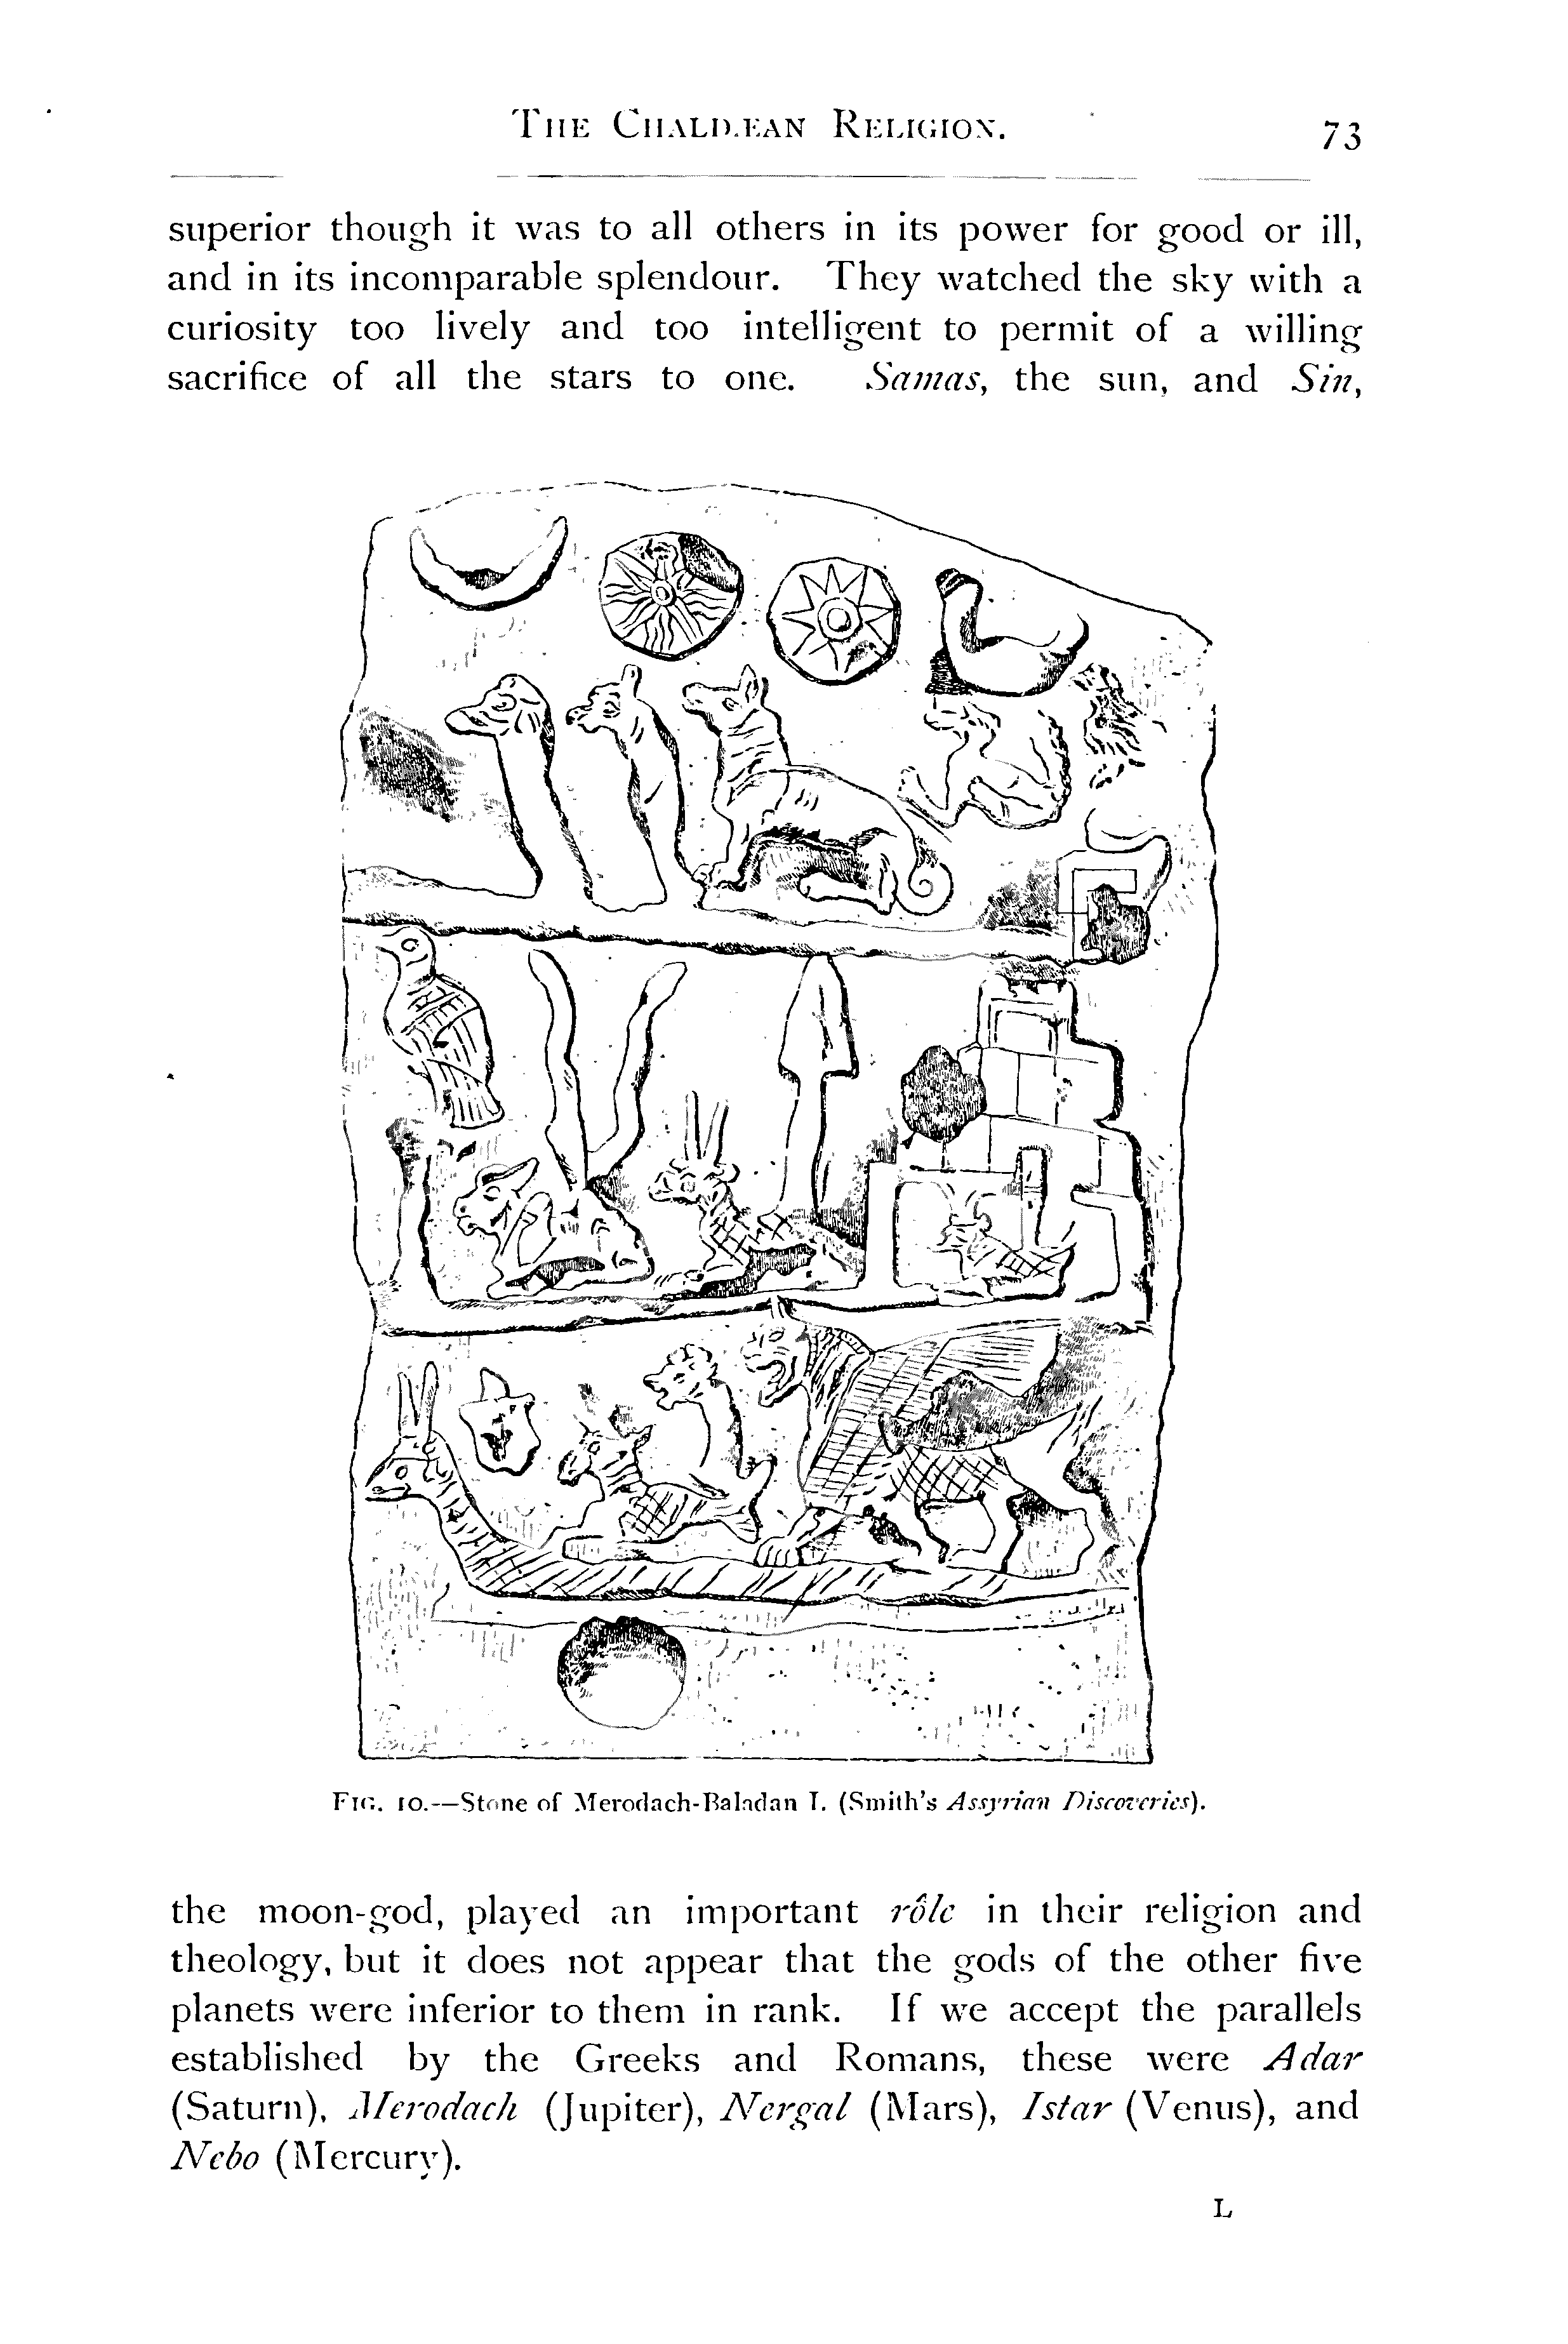 THE CHALDÆAN RELIGION. 73
superior though it was to all others in its power for good or ill,
and in its incomparable splendour. They watched the sky with a
curiosity too lively and too intelligent to permit of a willing
sacrifice of all the stars to one. Samas, the sun, and Sin,
FIG. 10.—Stone of Merodach-Baladan I. (Smith's Assyrian Discoveries).
the moon-god, played an important rôle in their religion and
theology, but it does not appear that the gods of the other five
planets were inferior to them in rank. If we accept the parallels
established by the Greeks and Romans, these were Adar
(Saturn), Merodach (Jupiter), Nergal (Mars), Istar (Venus), and
Nebo (Mercury).
L